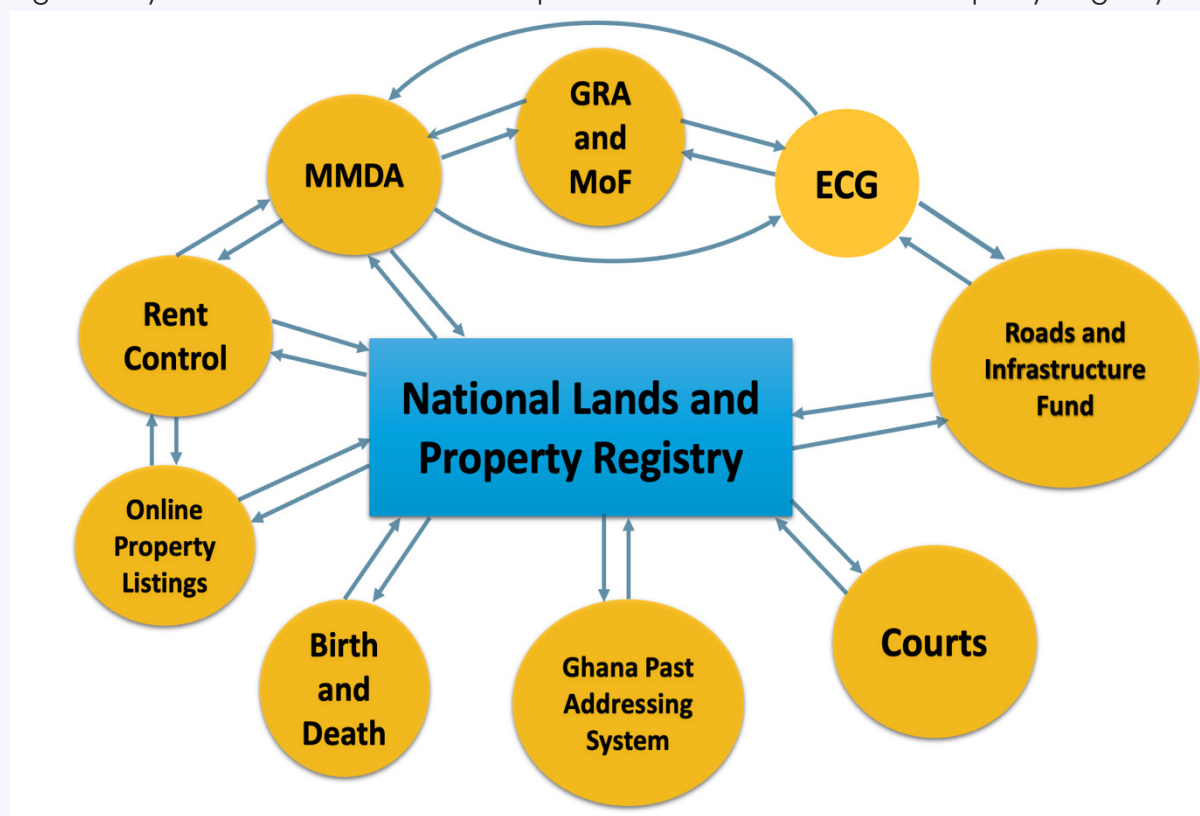 GRA
and
MoF
MMDA
ECG
Rent
Control
Roads and
Infrastructure
Fund
National Lands and
Property Registry
Online
Property
Listings
Birth
and
Death
Ghana Past
Addressing
System
Courts